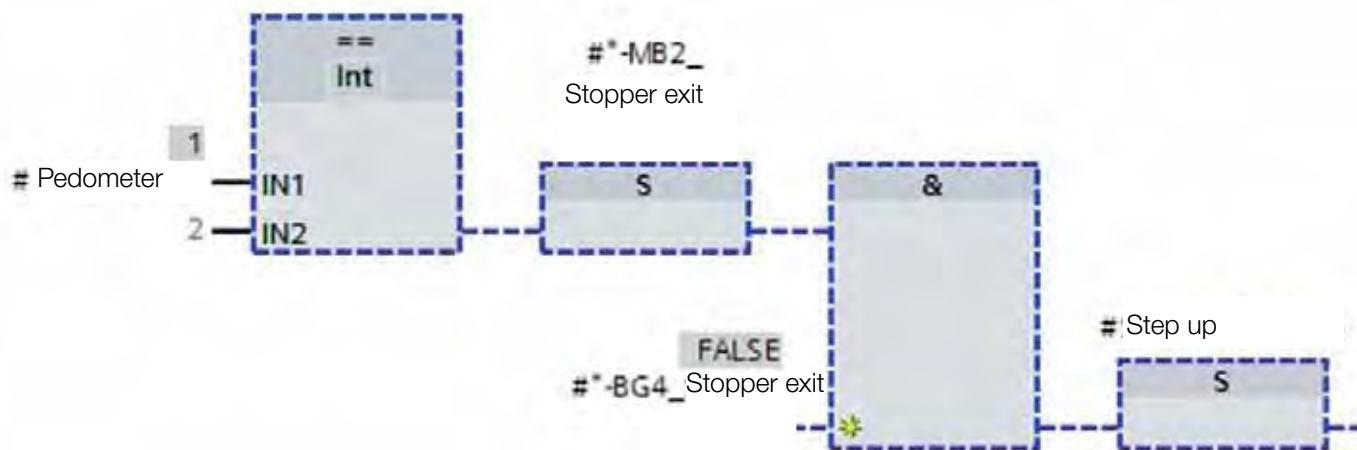 ==
Int
#"-MB2_
Stopper exit
1
# Pedometer
IN1
2
IN2
S
&
FALSE
#"-BG4_Stopper exit
# Step up
S